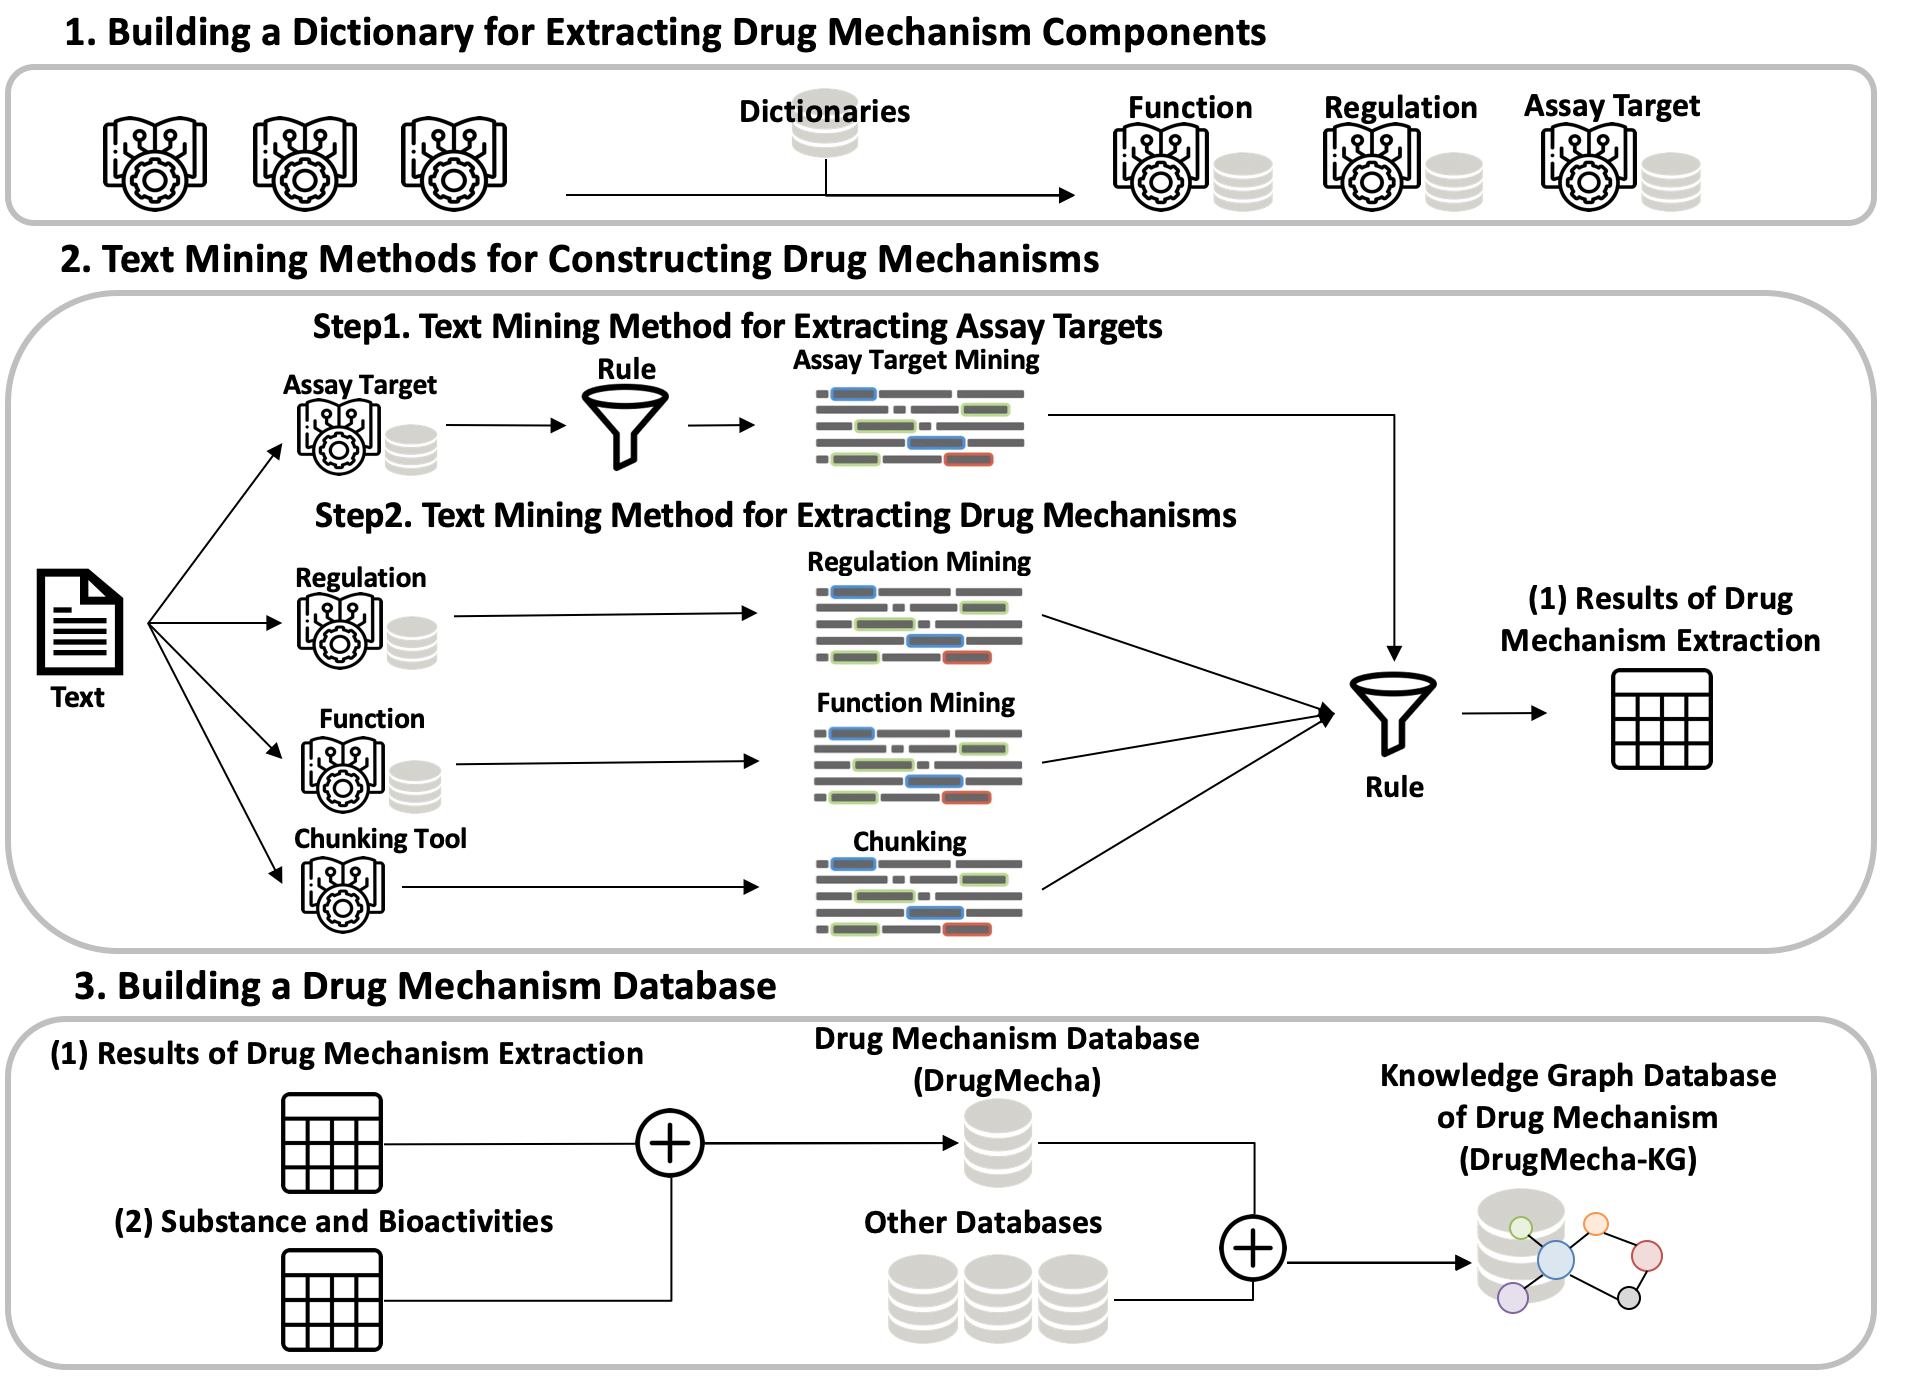 1. Building a Dictionary for Extracting Drug Mechanism Components
Dictionaries
Function
Regulation
Assay Target
2. Text Mining Methods for Constructing Drug Mechanisms
Step1. Text Mining Method for Extracting Assay Targets
Assay Target
Rule
Assay Target Mining
Step2. Text Mining Method for Extracting Drug Mechanisms
Regulation
Regulation Mining
Text
Function
Function Mining
Chunking Tool
Chunking
Rule
(1) Results of Drug
Mechanism Extraction
3. Building a Drug Mechanism Database
(1) Results of Drug Mechanism Extraction
(2) Substance and Bioactivities
Drug Mechanism Database
(DrugMecha)
Other Databases
Knowledge Graph Database
of Drug Mechanism
(DrugMecha-KG)